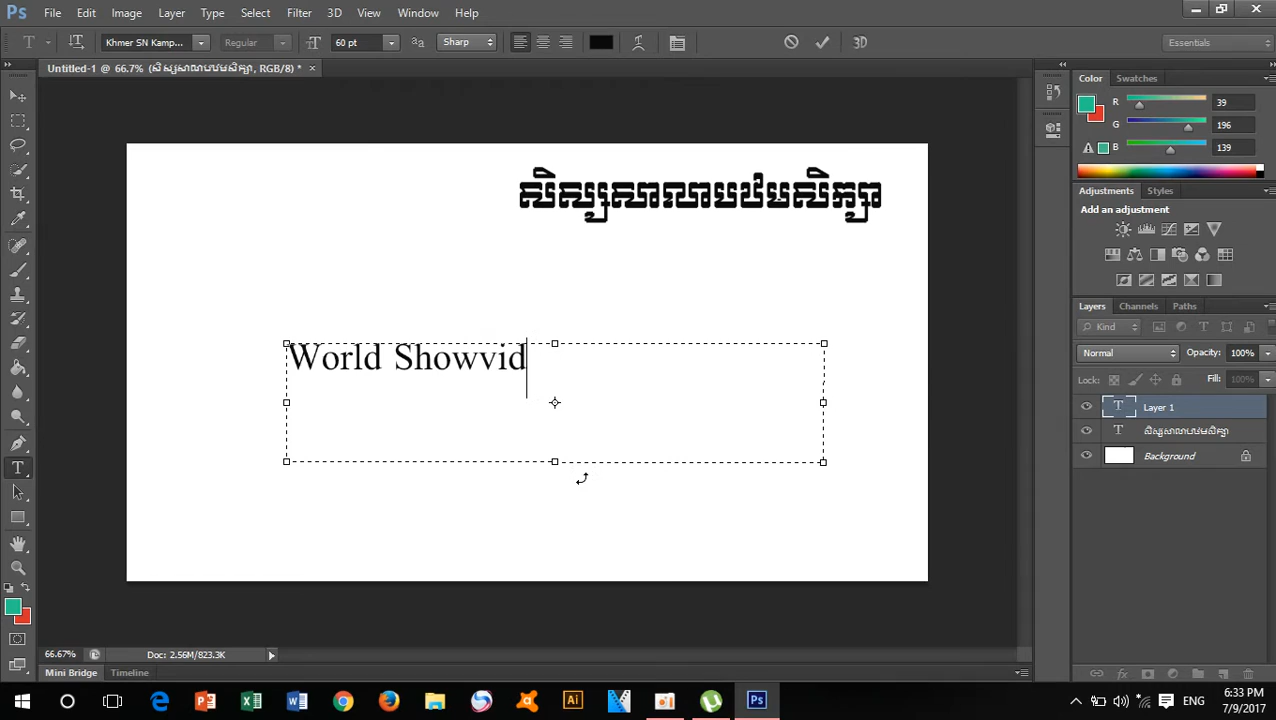 Ps File Edit Image Layer Type Select Filter 3D View Window Help
T Khmer SN Kamp... Regular 60 pt Sharp 3D Essentials
Untitled-1 @ 66.7% (សិស្សសាលាបឋមសិក្សា, RGB/8) *
Color Swatches
R 39
G 196
B 139
Adjustments Styles
Add an adjustment
Layers Channels Paths
Kind
Normal Opacity: 100%
Lock: Fill: 100%
T Layer 1
T សិស្សសាលាបឋមសិក្សា
Background
សិស្សសាលាបឋមសិក្សា
World Showvid
66.67% Doc: 2.56M/823.3K
Mini Bridge Timeline
ENG 6:33 PM
7/9/2017